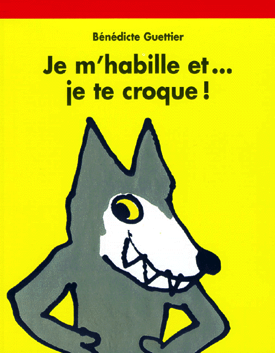 Bénédicte Guettier
Je m'habille et...
je te croque !